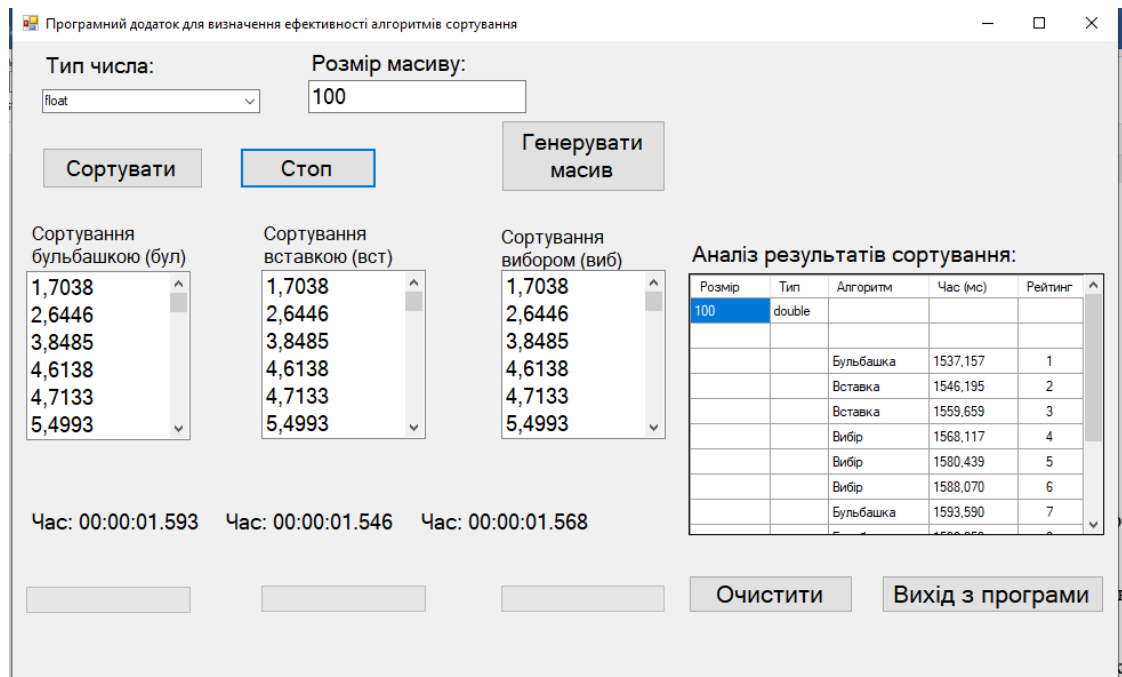 Програмний додаток для визначення ефективності алгоритмів сортування
Тип числа:
Розмір масиву:
float
100
Сортувати
Стоп
Генерувати
масив
Сортування
бульбашкою (бул)
1,7038
2,6446
3,8485
4,6138
4,7133
5,4993
Сортування
вставкою (вст)
1,7038
2,6446
3,8485
4,6138
4,7133
5,4993
Сортування
вибором (виб)
1,7038
2,6446
3,8485
4,6138
4,7133
5,4993
Аналіз результатів сортування:
Розмір Тип Алгоритм Час (мс) Рейтинг
100 double
Бульбашка 1537,157 1
Вставка 1546,195 2
Вставка 1559,659 3
Вибір 1568,117 4
Вибір 1580,439 5
Вибір 1588,070 6
Бульбашка 1593,590 7
Час: 00:00:01.593 Час: 00:00:01.546 Час: 00:00:01.568
Очистити
Вихід з програми